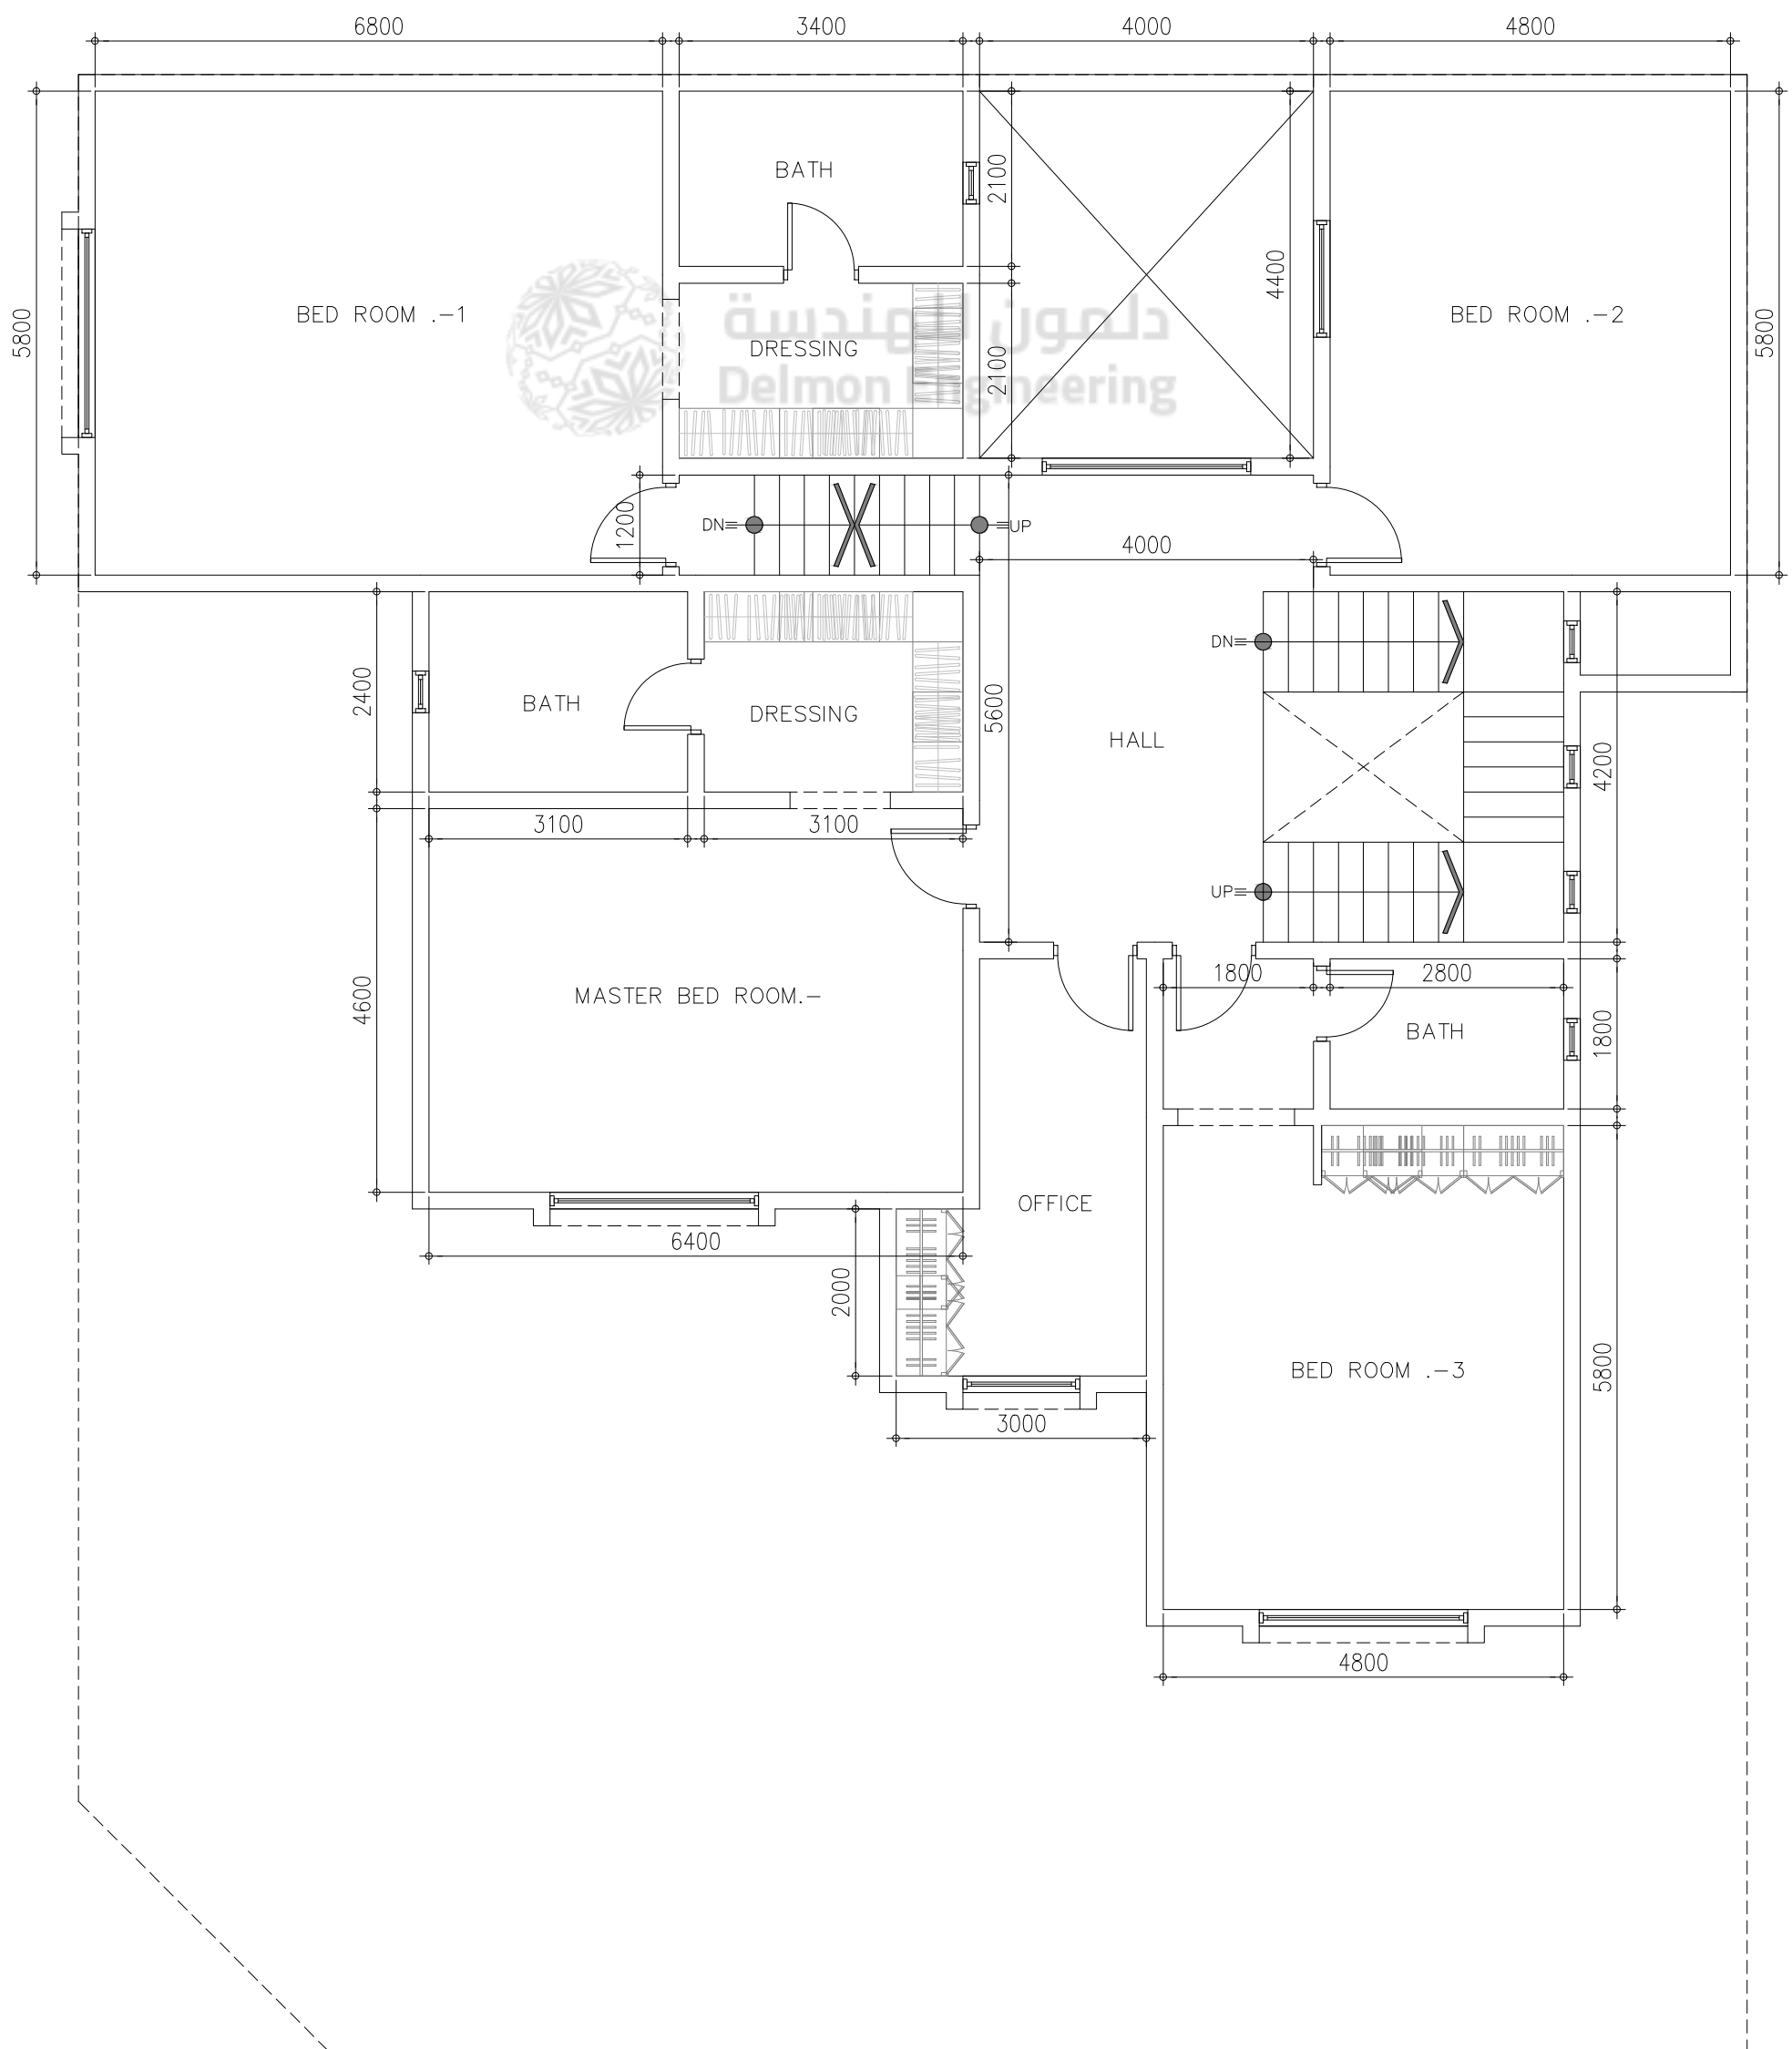 6800
3400
4000
4800
BATH
2100
4400
5800
BED ROOM .-1
دلمون للهندسة
BED ROOM .-2
5800
DRESSING
2100
Delmon Engineering
1200
DN
UP
4000
DN
2400
BATH
DRESSING
5600
HALL
4200
3100
3100
UP
4600
MASTER BED ROOM.-
1800
2800
BATH
1800
OFFICE
6400
2000
BED ROOM .-3
5800
3000
4800